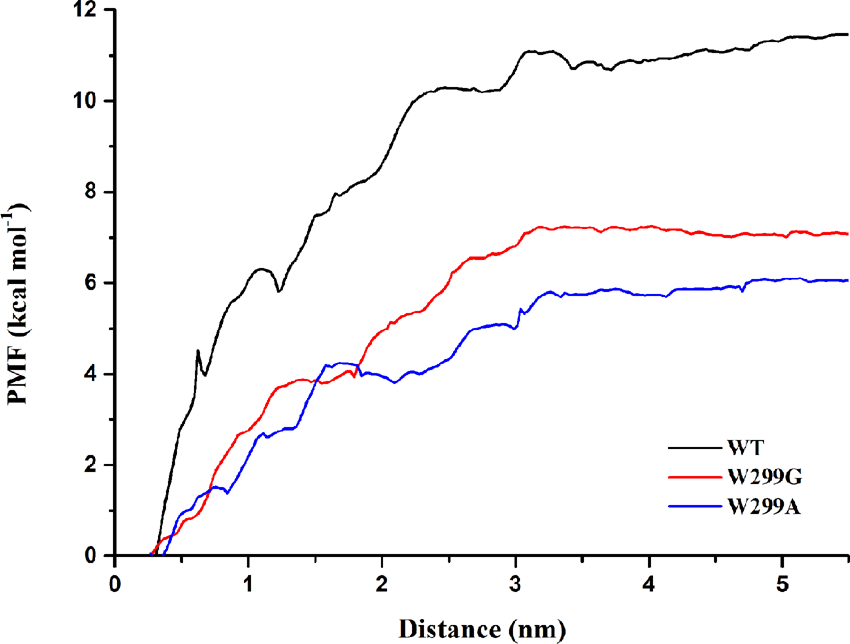 12
10
8
6
4
2
0
PMF (kcal mol⁻¹)
WT
W299G
W299A
0 1 2 3 4 5
Distance (nm)